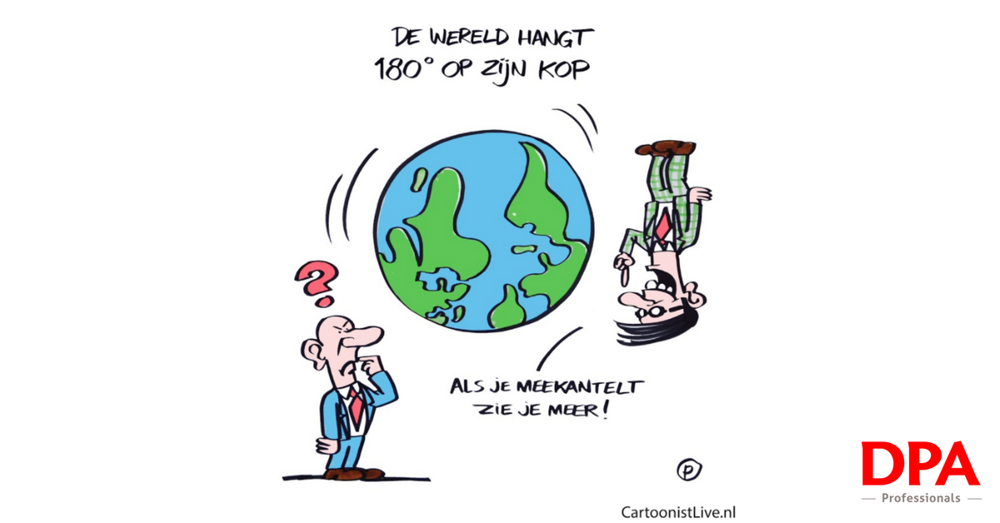 DE WERELD HANGT
180° OP ZIJN KOP
?
ALS JE MEEKANTELT
ZIE JE MEER!
P
CartoonistLive.nl
DPA
Professionals